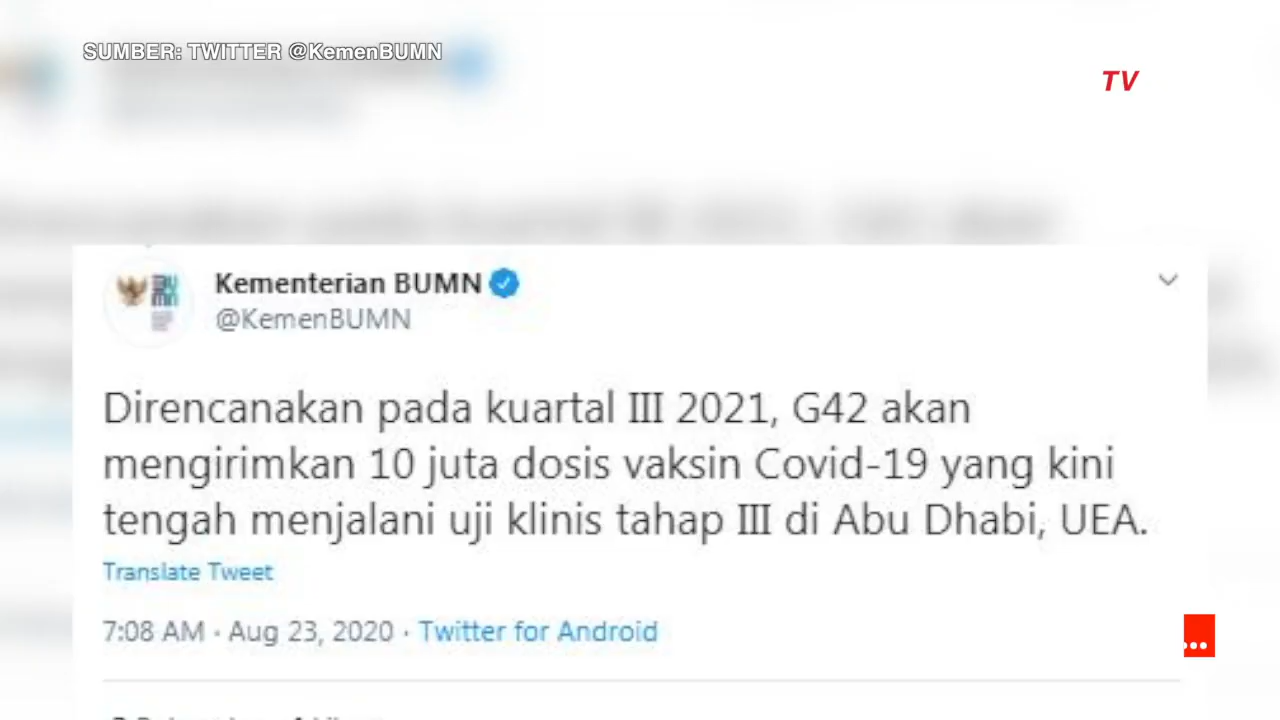 SUMBER: TWITTER @KemenBUMN
TV
Kementerian BUMN
@KemenBUMN
Direncanakan pada kuartal III 2021, G42 akan
mengirimkan 10 juta dosis vaksin Covid-19 yang kini
tengah menjalani uji klinis tahap III di Abu Dhabi, UEA.
Translate Tweet
7:08 AM · Aug 23, 2020 · Twitter for Android
...